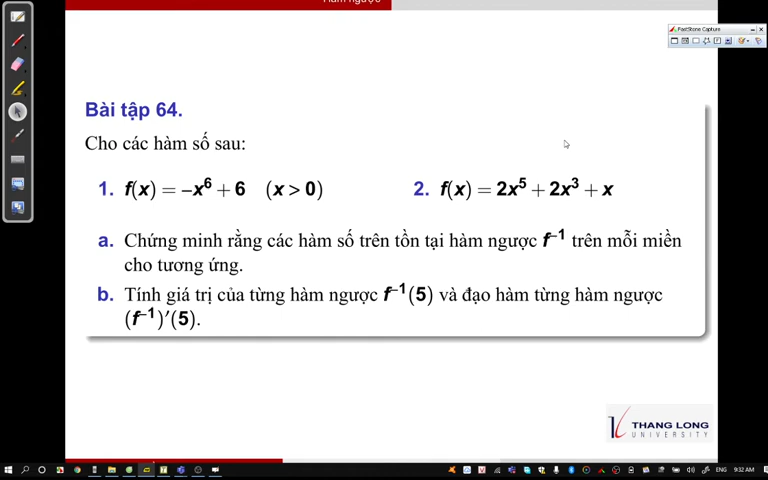 Hàm ngược
FastStone Capture
Bài tập 64.
Cho các hàm số sau:
1. f(x) = −x⁶ + 6 (x > 0)
2. f(x) = 2x⁵ + 2x³ + x
a. Chứng minh rằng các hàm số trên tồn tại hàm ngược f⁻¹ trên mỗi miền
cho tương ứng.
b. Tính giá trị của từng hàm ngược f⁻¹(5) và đạo hàm từng hàm ngược
(f⁻¹)′(5).
THANG LONG
UNIVERSITY
ENG 9:32 AM